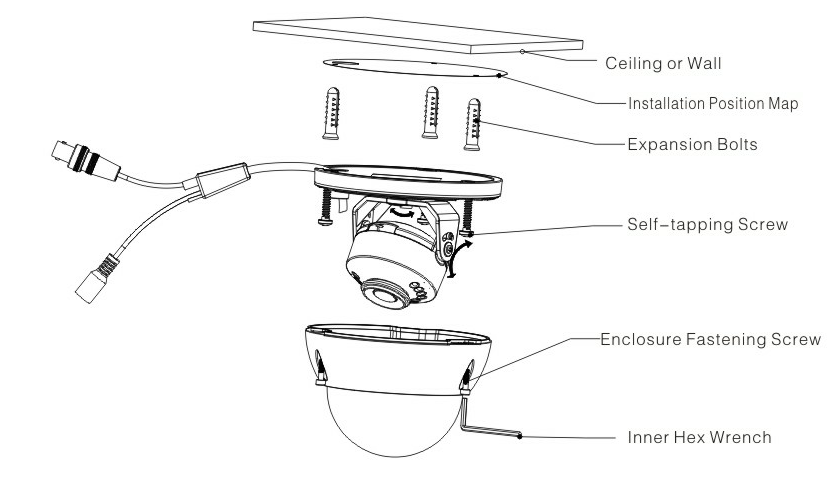 Ceiling or Wall
Installation Position Map
Expansion Bolts
Self-tapping Screw
Enclosure Fastening Screw
Inner Hex Wrench